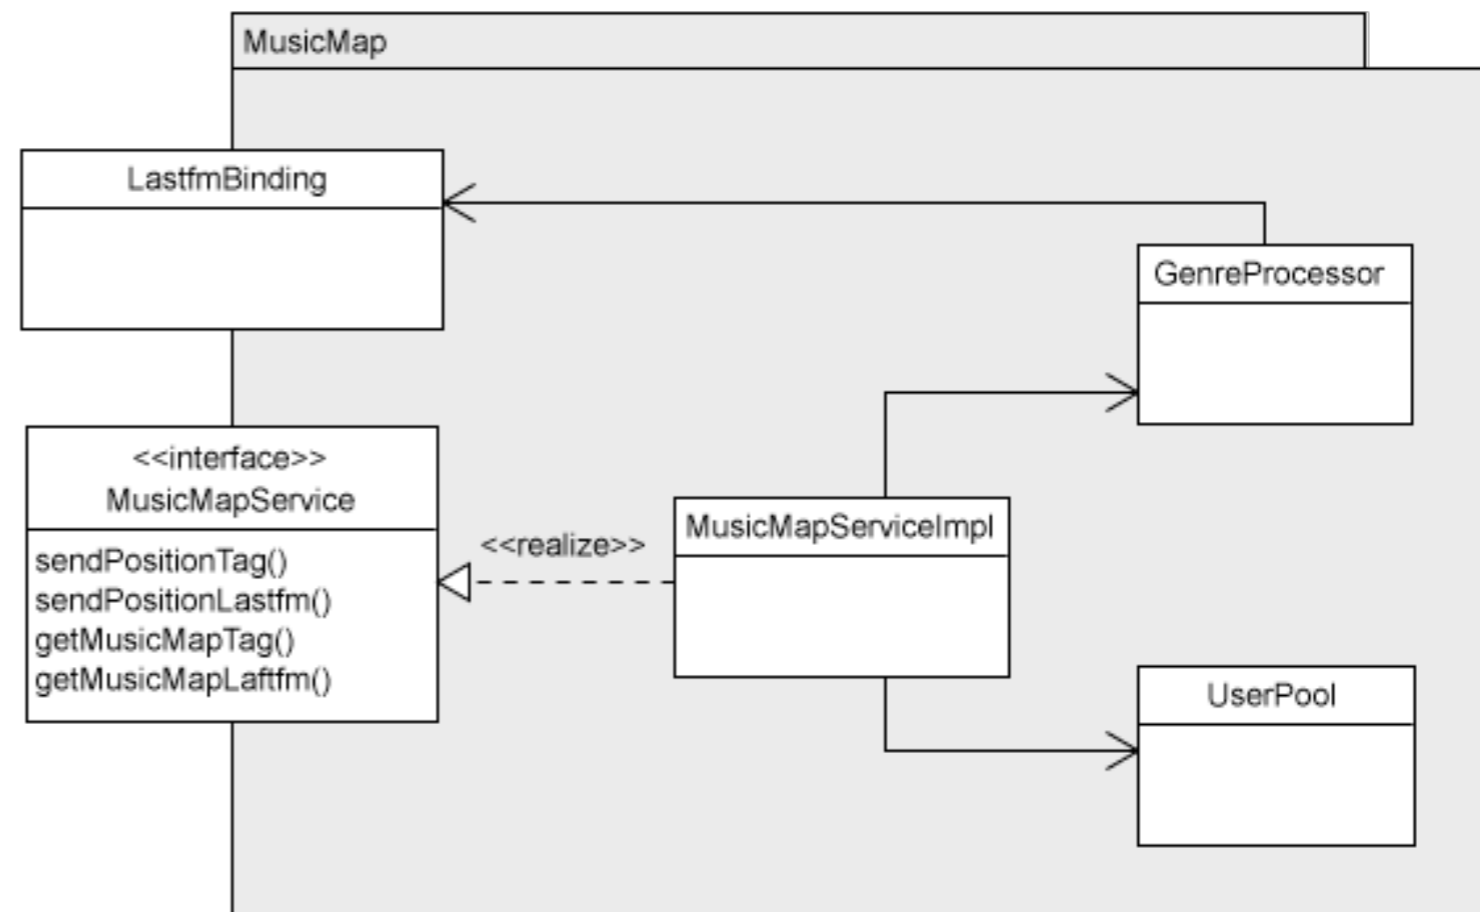 MusicMap
LastfmBinding
GenreProcessor
<<interface>>
MusicMapService
sendPositionTag()
sendPositionLastfm()
getMusicMapTag()
getMusicMapLaftfm()
<<realize>>
MusicMapServiceImpl
UserPool